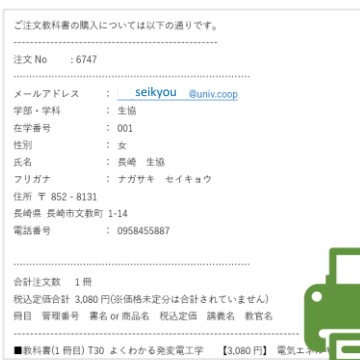 ご注文教科書の購入については以下の通りです。
--------------------------------------------------
注文 No : 6747
メールアドレス : seikyou @univ.coop
学部・学科 : 生協
在学番号 : 001
性別 : 女
氏名 : 長崎 生協
フリガナ : ナガサキ セイキョウ
住所 〒 852 - 8131
長崎県 長崎市文教町 1-14
電話番号 : 0958455887
合計注文数 1 冊
税込定価合計 3,080 円(※価格未定分は合計されていません)
冊目 管理番号 書名 or 商品名 税込定価 講義名 教官名
■教科書(1 冊目) T30 よくわかる発変電工学 【3,080 円】 電気エネ